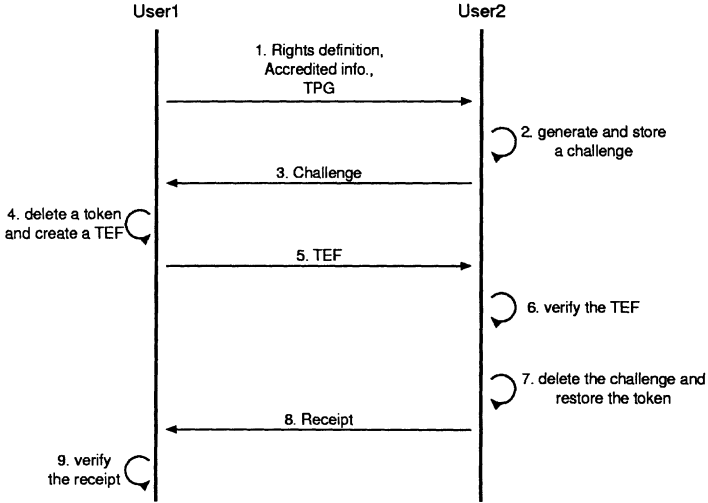 User1
User2
1. Rights definition,
Accredited info.,
TPG
2. generate and store
a challenge
3. Challenge
4. delete a token
and create a TEF
5. TEF
6. verify the TEF
7. delete the challenge and
restore the token
8. Receipt
9. verify
the receipt